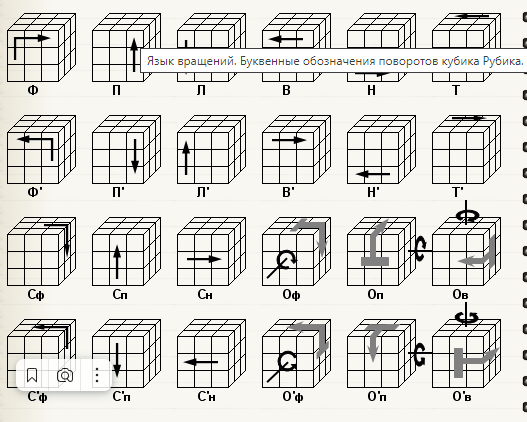 Язык вращений. Буквенные обозначения поворотов кубика Рубика.
Ф П Л В Н Т
Ф' П' Л' В' Н' Т'
Сф Сп Сн Оф Оп Ов
С'ф С'п С'н О'ф О'п О'в